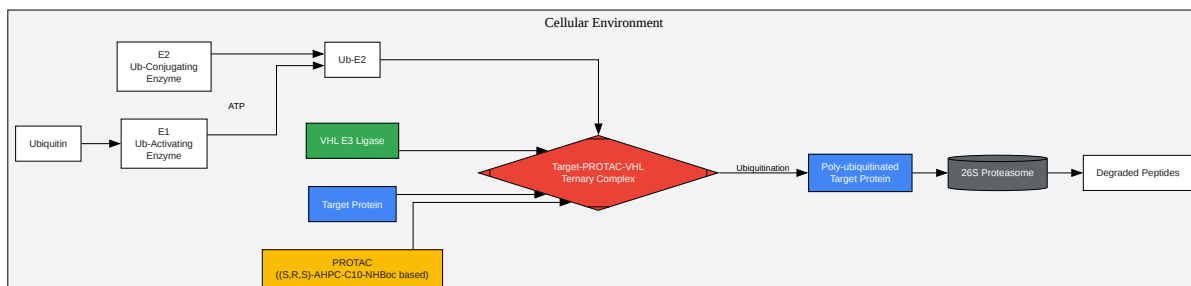 Cellular Environment
E2
Ub-Conjugating
Enzyme
Ub-E2
ATP
Ubiquitin
E1
Ub-Activating
Enzyme
VHL E3 Ligase
Target Protein
PROTAC
((S,R,S)-AHPC-C10-NHBoc based)
Target-PROTAC-VHL
Ternary Complex
Ubiquitination
Poly-ubiquitinated
Target Protein
26S Proteasome
Degraded Peptides